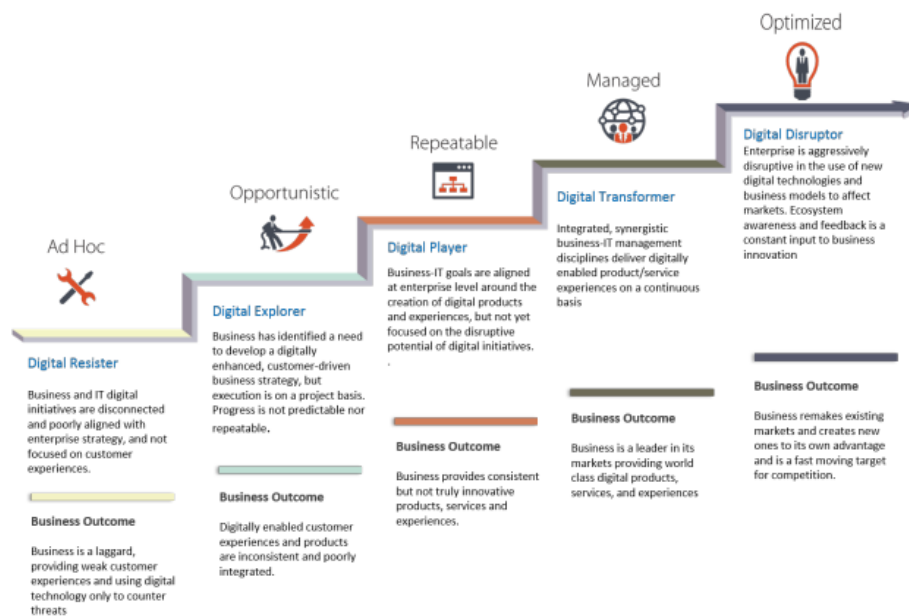 Ad Hoc
Digital Resister
Business and IT digital
initiatives are disconnected
and poorly aligned with
enterprise strategy, and not
focused on customer
experiences.
Business Outcome
Business is a laggard,
providing weak customer
experiences and using digital
technology only to counter
threats
Opportunistic
Digital Explorer
Business has identified a need
to develop a digitally
enhanced, customer-driven
business strategy, but
execution is on a project basis.
Progress is not predictable nor
repeatable.
Business Outcome
Digitally enabled customer
experiences and products
are inconsistent and poorly
integrated.
Repeatable
Digital Player
Business-IT goals are aligned
at enterprise level around the
creation of digital products
and experiences, but not yet
focused on the disruptive
potential of digital initiatives.
.
Business Outcome
Business provides consistent
but not truly innovative
products, services and
experiences.
Managed
Digital Transformer
Integrated, synergistic
business-IT management
disciplines deliver digitally
enabled product/service
experiences on a continuous
basis
Business Outcome
Business is a leader in its
markets providing world
class digital products,
services, and experiences
Optimized
Digital Disruptor
Enterprise is aggressively
disruptive in the use of new
digital technologies and
business models to affect
markets. Ecosystem
awareness and feedback is a
constant input to business
innovation
Business Outcome
Business remakes existing
markets and creates new
ones to its own advantage
and is a fast moving target
for competition.